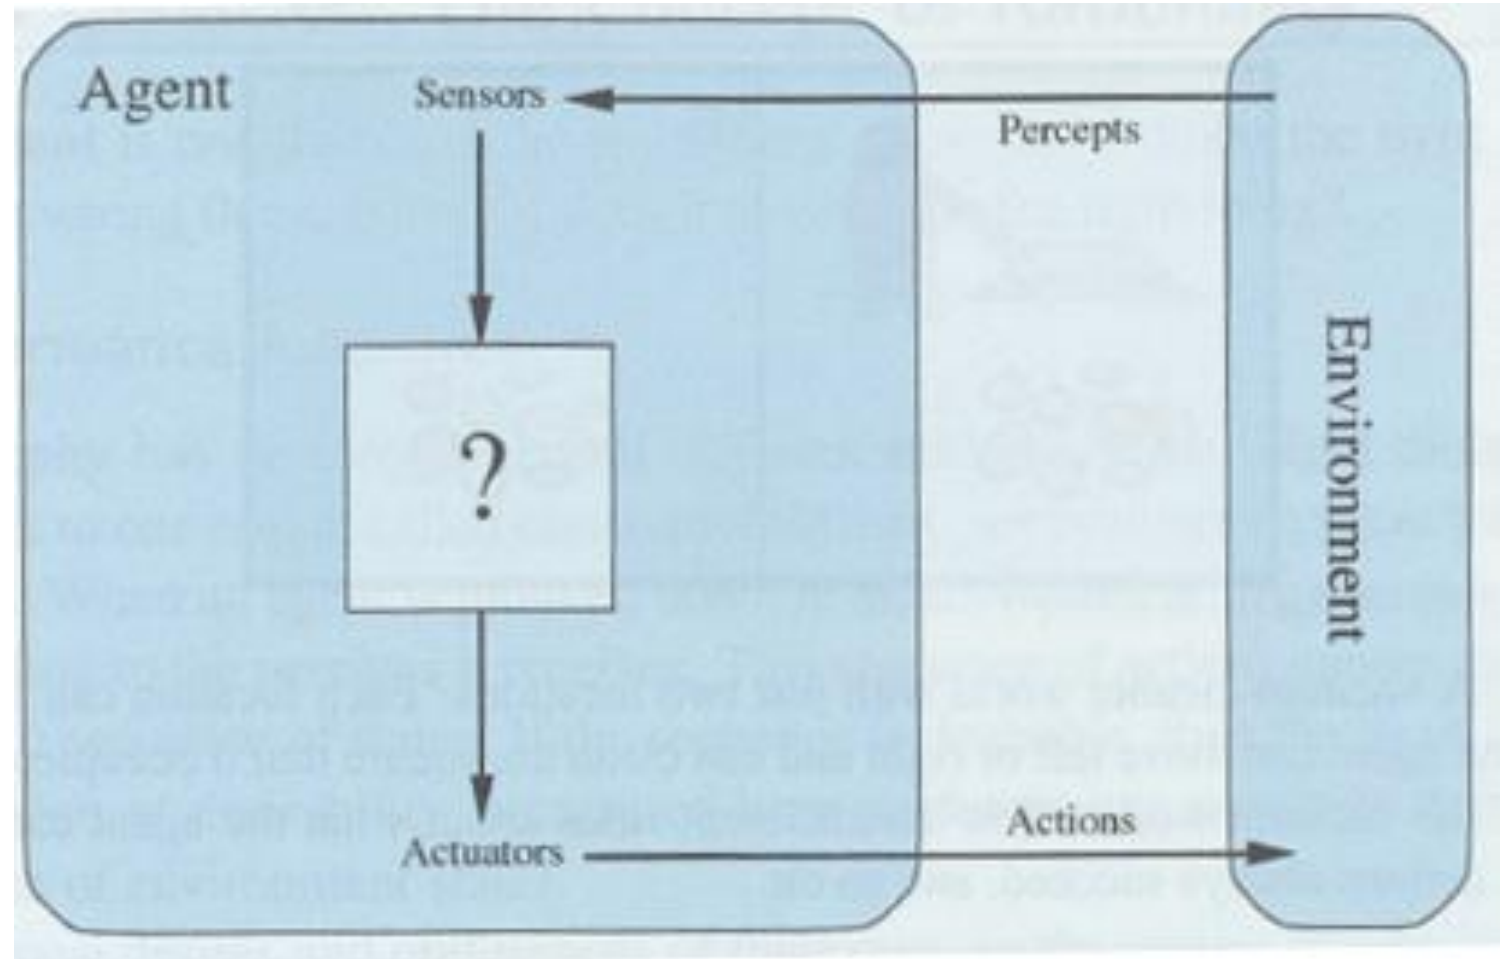 Agent
Sensors
Percepts
?
Environment
Actions
Actuators